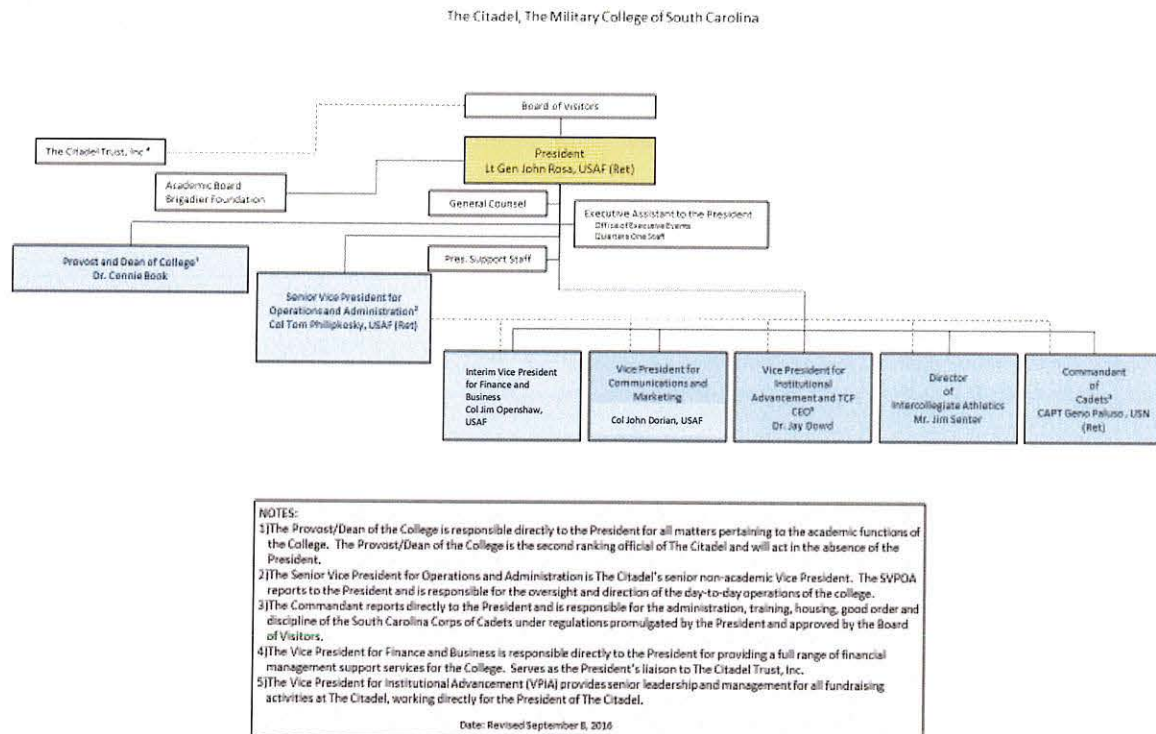 The Citadel, The Military College of South Carolina
Board of Visitors
The Citadel Trust, Inc 4
President
Lt Gen John Rosa, USAF (Ret)
Academic Board
Brigadier Foundation
General Counsel
Executive Assistant to the President
Office of Executive Events
Quarters One Staff
Provost and Dean of College1
Dr. Connie Book
Pres. Support Staff
Senior Vice President for
Operations and Administration2
Col Tom Philipkosky, USAF (Ret)
Interim Vice President
for Finance and
Business
Col Jim Openshaw,
USAF
Vice President for
Communications and
Marketing
Col John Dorian, USAF
Vice President for
Institutional
Advancement and TCF
CEO5
Dr. Jay Dowd
Director
of
Intercollegiate Athletics
Mr. Jim Senter
Commandant
of
Cadets3
CAPT Geno Paluso, USN
(Ret)
NOTES:
1)The Provost/Dean of the College is responsible directly to the President for all matters pertaining to the academic functions of
the College. The Provost/Dean of the College is the second ranking official of The Citadel and will act in the absence of the
President.
2)The Senior Vice President for Operations and Administration is The Citadel's senior non-academic Vice President. The SVPOA
reports to the President and is responsible for the oversight and direction of the day-to-day operations of the college.
3)The Commandant reports directly to the President and is responsible for the administration, training, housing, good order and
discipline of the South Carolina Corps of Cadets under regulations promulgated by the President and approved by the Board
of Visitors.
4)The Vice President for Finance and Business is responsible directly to the President for providing a full range of financial
management support services for the College. Serves as the President's liaison to The Citadel Trust, Inc.
5)The Vice President for Institutional Advancement (VPIA) provides senior leadership and management for all fundraising
activities at The Citadel, working directly for the President of The Citadel.
Date: Revised September 8, 2016